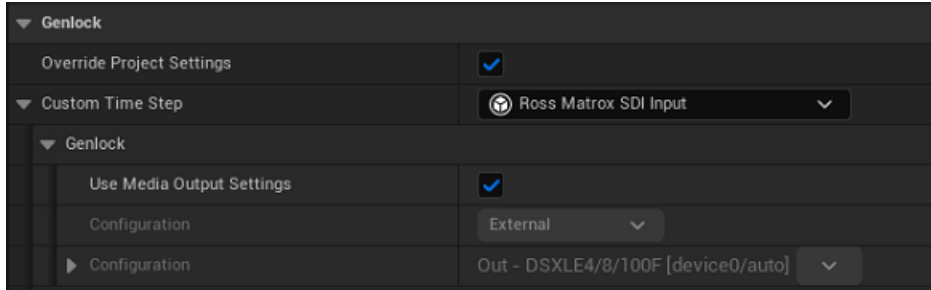 Genlock
Override Project Settings
Custom Time Step Ross Matrox SDI Input
Genlock
Use Media Output Settings
Configuration External
Configuration Out - DSXLE4/8/100F [device0/auto]